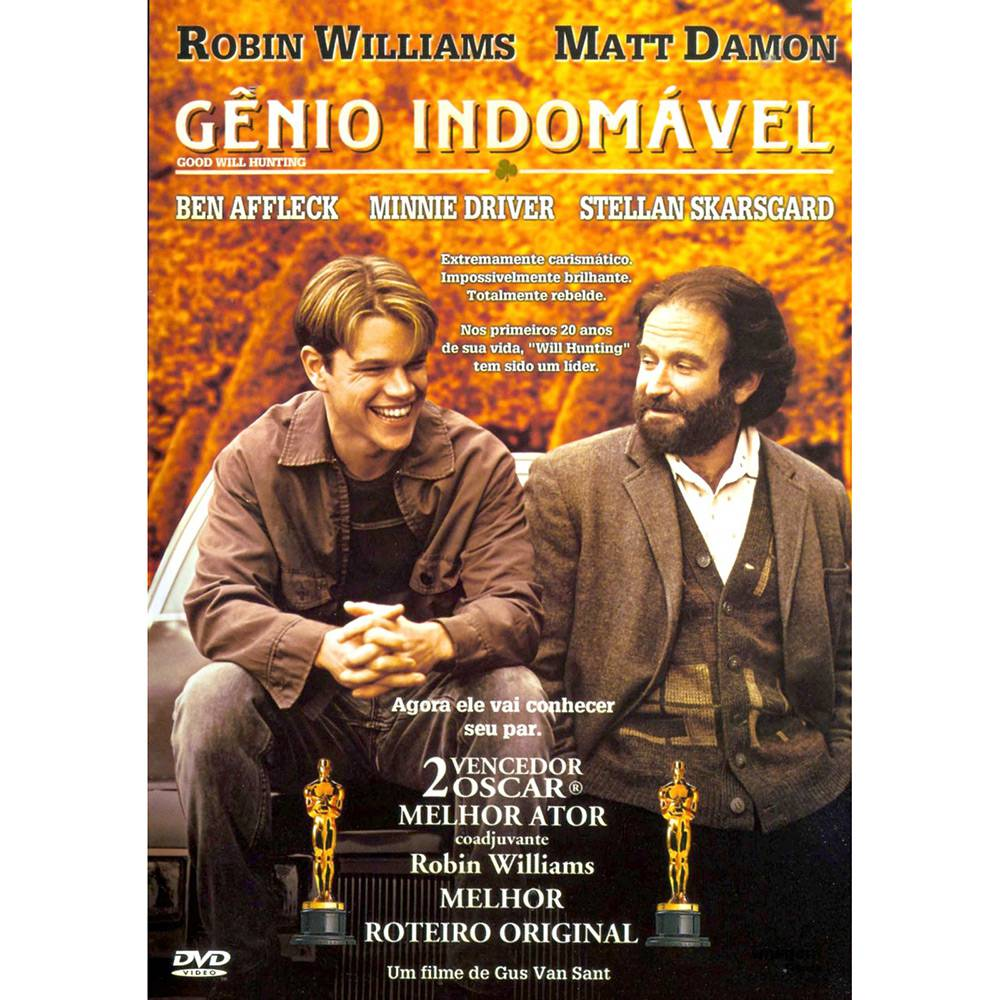 ROBIN WILLIAMS MATT DAMON
GÊNIO INDOMÁVEL
GOOD WILL HUNTING
BEN AFFLECK MINNIE DRIVER STELLAN SKARSGARD
Extremamente carismático.
Impossivelmente brilhante.
Totalmente rebelde.
Nos primeiros 20 anos
de sua vida, "Will Hunting"
tem sido um líder.
Agora ele vai conhecer
seu par.
2 VENCEDOR
OSCAR®
MELHOR ATOR
coadjuvante
Robin Williams
MELHOR
ROTEIRO ORIGINAL
DVD
VIDEO
Um filme de Gus Van Sant